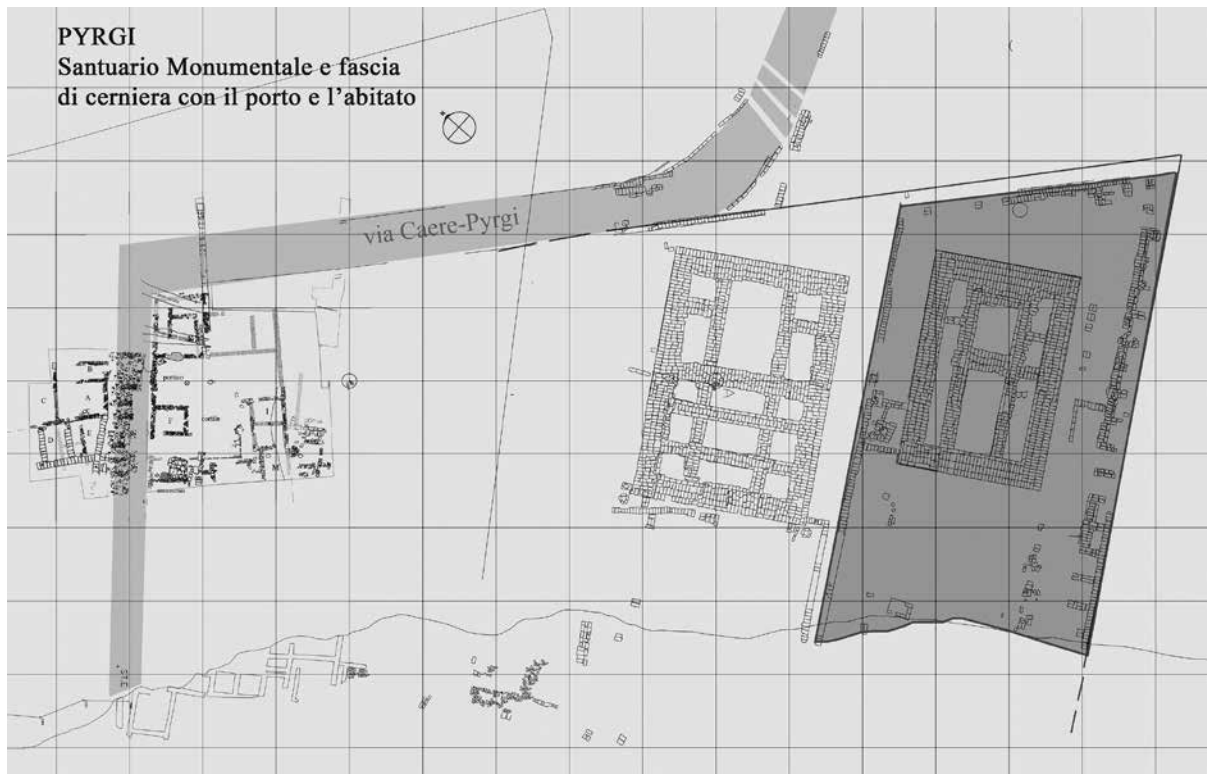 PYRGI
Santuario Monumentale e fascia
di cerniera con il porto e l'abitato
via Caere-Pyrgi
B
C
A
D
F
I
A
B